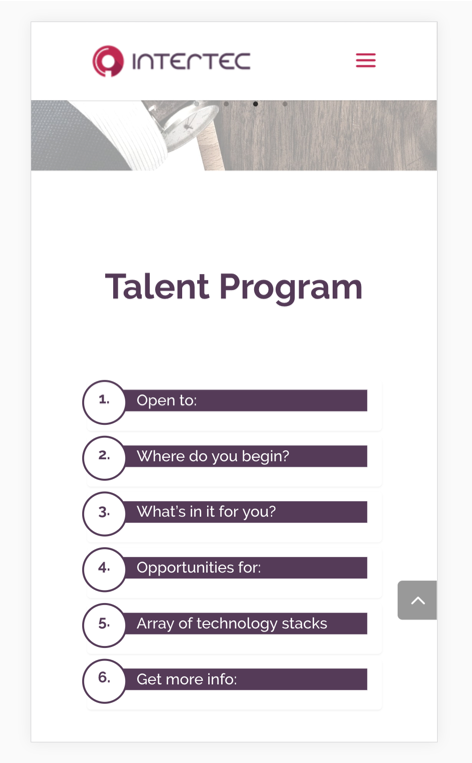 INTERTEC
Talent Program
1. Open to:
2. Where do you begin?
3. What's in it for you?
4. Opportunities for:
5. Array of technology stacks
6. Get more info: